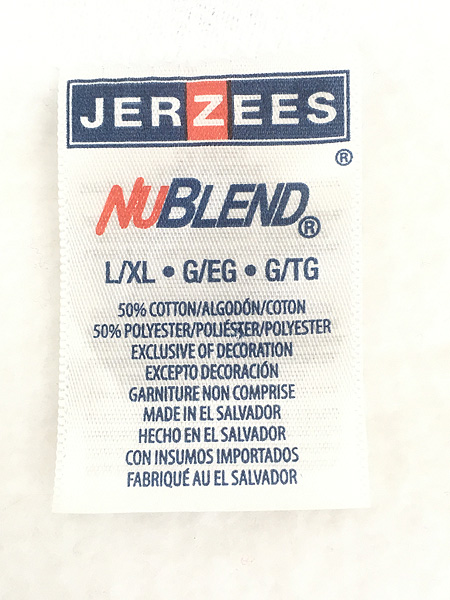 JERZEES
®
NUBLEND®
L/XL • G/EG • G/TG
50% COTTON/ALGODÓN/COTON
50% POLYESTER/POLIÉSTER/POLYESTER
EXCLUSIVE OF DECORATION
EXCEPTO DECORACIÓN
GARNITURE NON COMPRISE
MADE IN EL SALVADOR
HECHO EN EL SALVADOR
CON INSUMOS IMPORTADOS
FABRIQUÉ AU EL SALVADOR